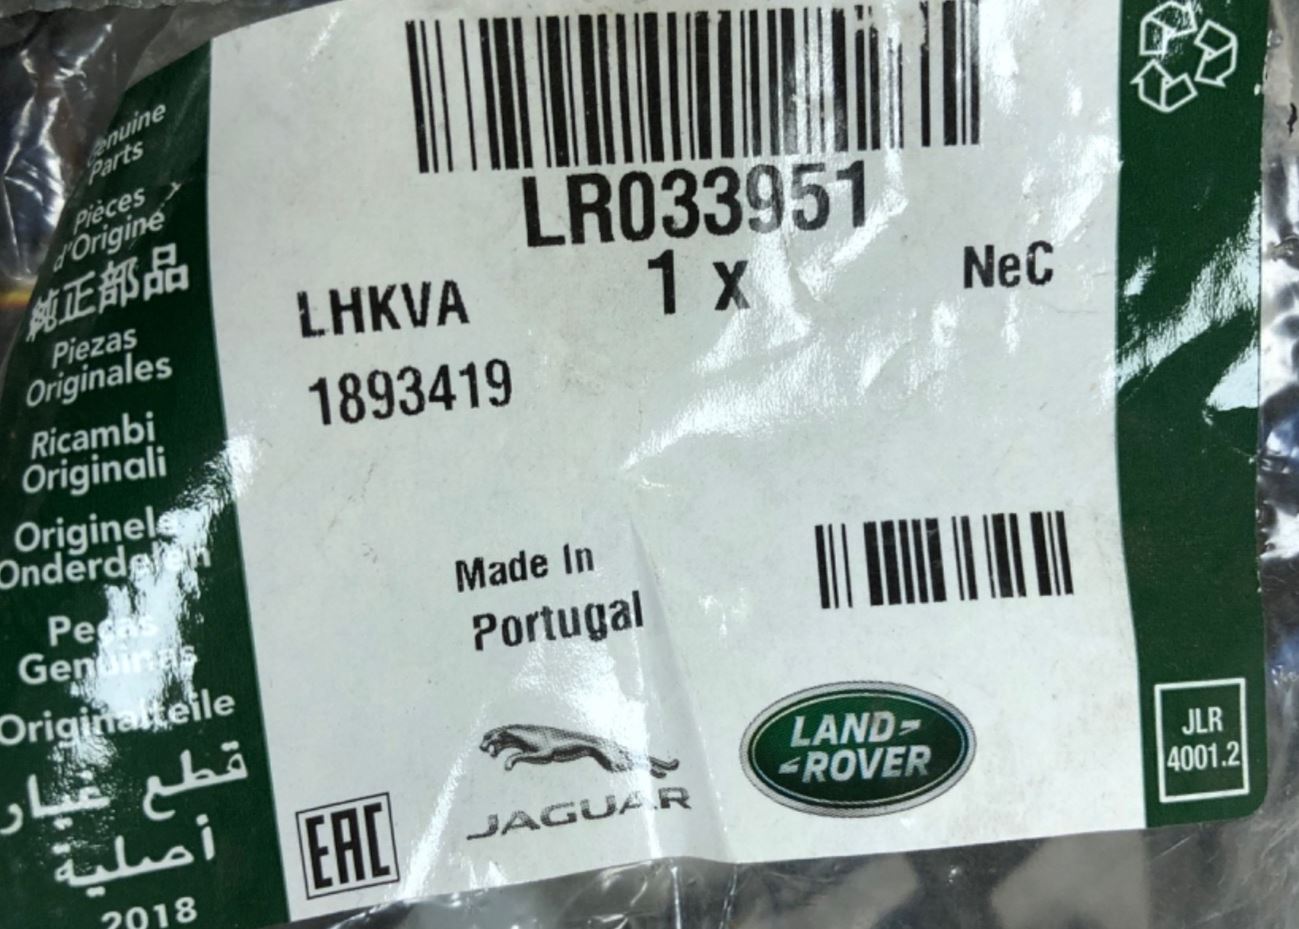 Genuine
Parts
Pièces
d'Origine
純正部品
Piezas
Originales
Ricambi
Originali
Originele
Onderdelen
Peças
Genuínas
Originalteile
قطع غيار
أصلية
2018
LR033951
1 x
NeC
LHKVA
1893419
Made In
Portugal
EAC
JAGUAR
LAND-
-ROVER
JLR
4001.2